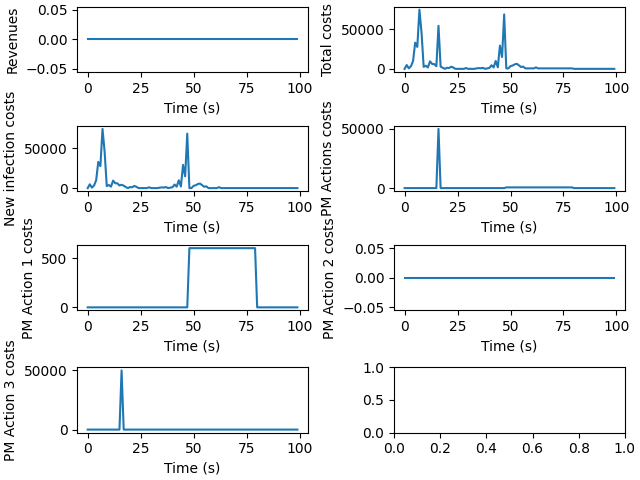 Revenues
0.05
0.00
−0.05
0 25 50 75 100
Time (s)
Total costs
50000
0
0 25 50 75 100
Time (s)
New infection costs
50000
0
0 25 50 75 100
Time (s)
PM Actions costs
50000
0
0 25 50 75 100
Time (s)
PM Action 1 costs
500
0
0 25 50 75 100
Time (s)
PM Action 2 costs
0.05
0.00
−0.05
0 25 50 75 100
Time (s)
PM Action 3 costs
50000
0
0 25 50 75 100
Time (s)
1.0
0.5
0.0
0.0 0.2 0.4 0.6 0.8 1.0